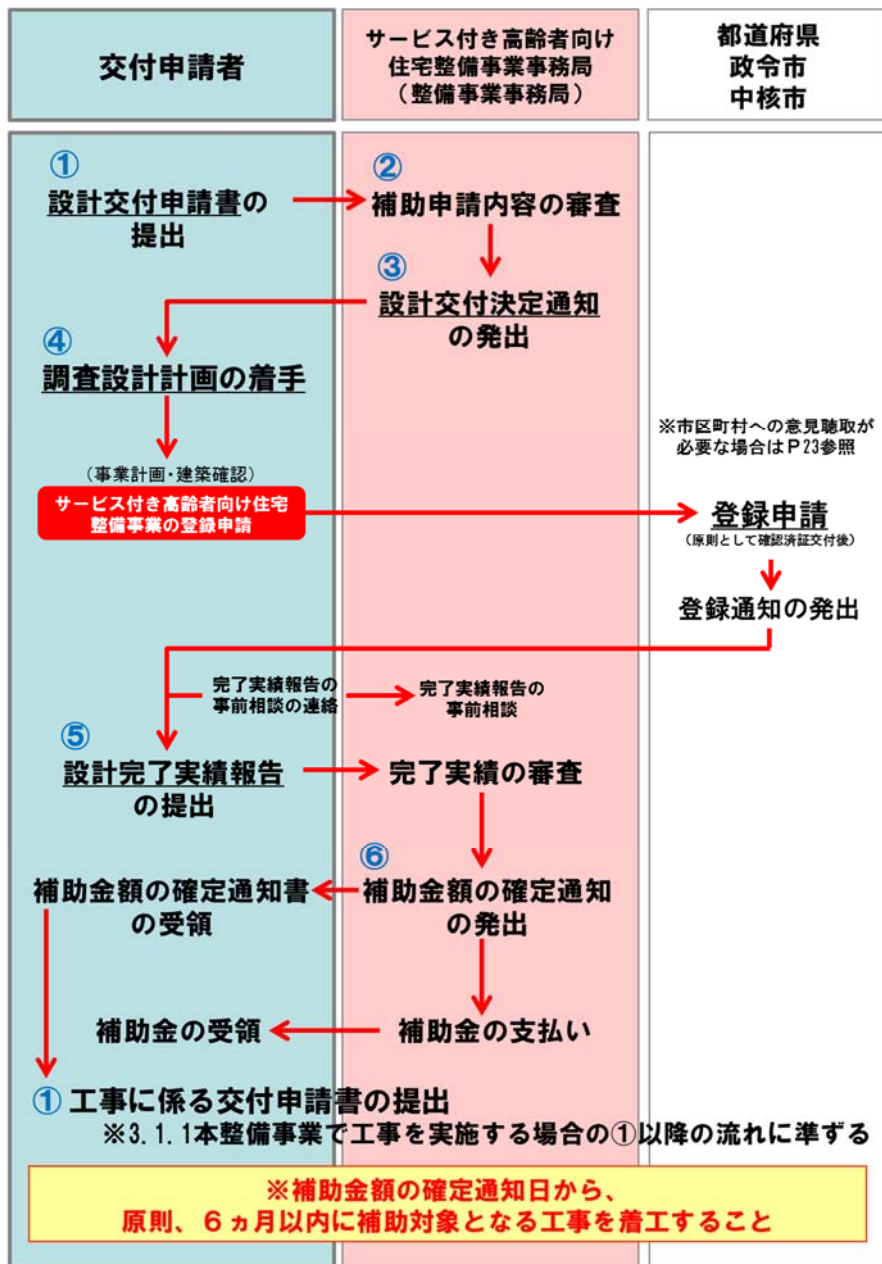 交付申請者
サービス付き高齢者向け
住宅整備事業事務局
（整備事業事務局）
都道府県
政令市
中核市
①
設計交付申請書の
提出
②
補助申請内容の審査
③
設計交付決定通知
の発出
④
調査設計計画の着手
※市区町村への意見聴取が
必要な場合はＰ23参照
（事業計画・建築確認）
サービス付き高齢者向け住宅
整備事業の登録申請
登録申請
（原則として確認済証交付後）
登録通知の発出
完了実績報告の
事前相談の連絡
完了実績報告の
事前相談
⑤
設計完了実績報告
の提出
完了実績の審査
⑥
補助金額の確定通知書
の受領
補助金額の確定通知
の発出
補助金の受領
補助金の支払い
① 工事に係る交付申請書の提出
※3.1.1本整備事業で工事を実施する場合の①以降の流れに準ずる
※補助金額の確定通知日から、
原則、６ヵ月以内に補助対象となる工事を着工すること